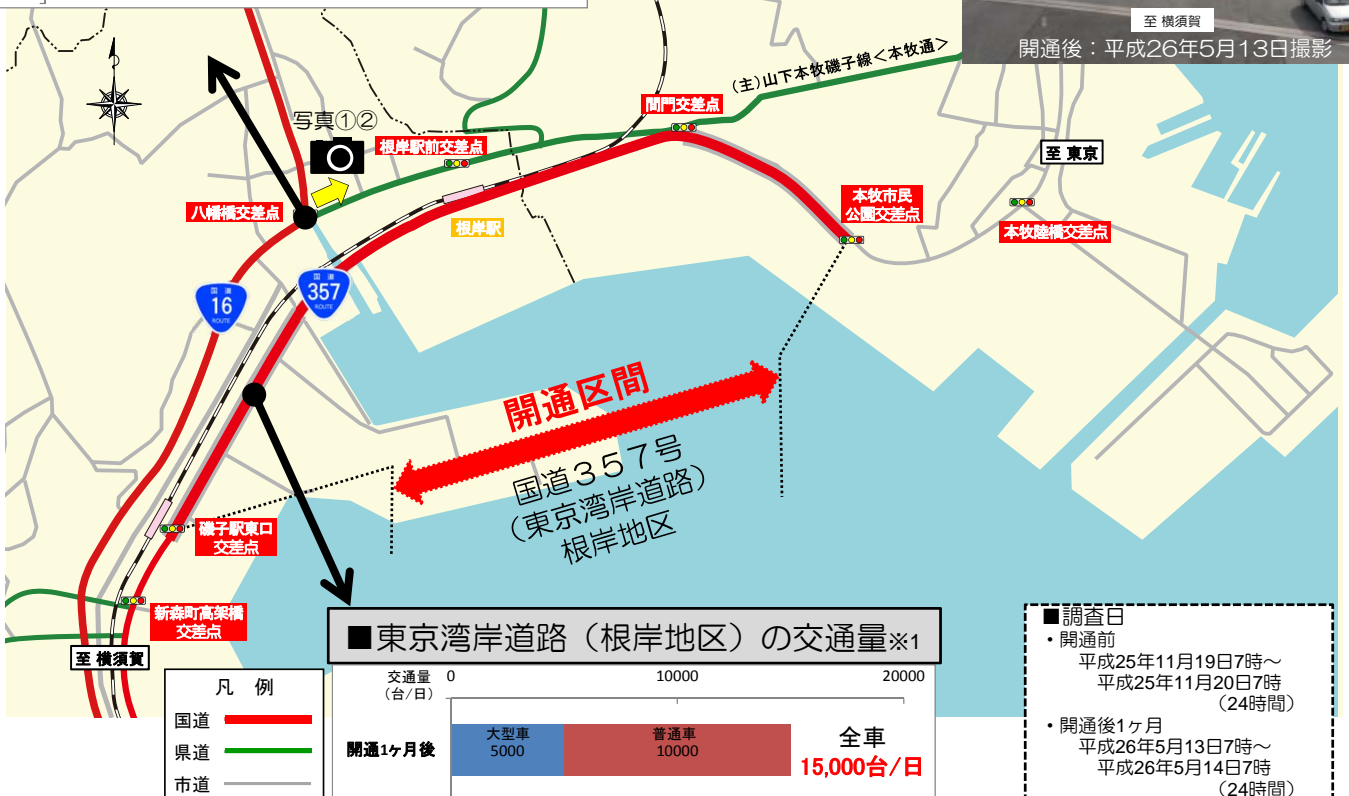 至 横須賀
開通後：平成26年5月13日撮影
(主)山下本牧磯子線<本牧通>
間門交差点
写真①②
根岸駅前交差点
至 東京
八幡橋交差点
根岸駅
本牧市民
公園交差点
本牧陸橋交差点
国道
16
ROUTE
国道
357
ROUTE
開通区間
国道３５７号
（東京湾岸道路）
根岸地区
磯子駅東口
交差点
新森町高架橋
交差点
至 横須賀
■東京湾岸道路（根岸地区）の交通量※1
交通量
（台/日）
0
10000
20000
開通1ヶ月後
大型車
5000
普通車
10000
全車
15,000台/日
凡 例
国道
県道
市道
■調査日
・開通前
平成25年11月19日7時～
平成25年11月20日7時
（24時間）
・開通後1ヶ月
平成26年5月13日7時～
平成26年5月14日7時
（24時間）